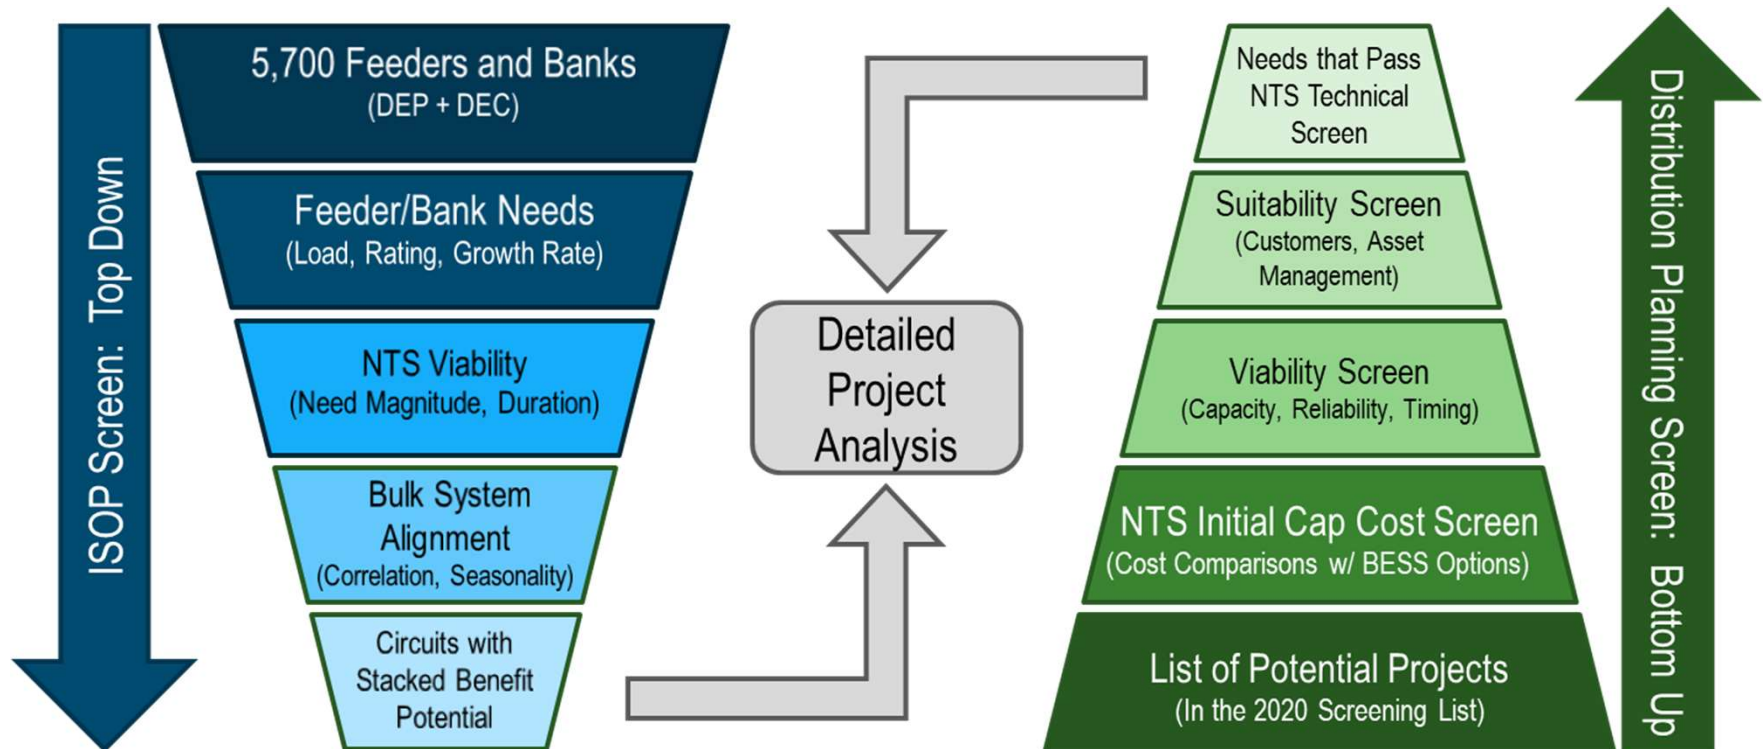 ISOP Screen: Top Down
5,700 Feeders and Banks
(DEP + DEC)
Feeder/Bank Needs
(Load, Rating, Growth Rate)
NTS Viability
(Need Magnitude, Duration)
Bulk System
Alignment
(Correlation, Seasonality)
Circuits with
Stacked Benefit
Potential
Detailed
Project
Analysis
Needs that Pass
NTS Technical
Screen
Suitability Screen
(Customers, Asset
Management)
Viability Screen
(Capacity, Reliability, Timing)
NTS Initial Cap Cost Screen
(Cost Comparisons w/ BESS Options)
List of Potential Projects
(In the 2020 Screening List)
Distribution Planning Screen: Bottom Up